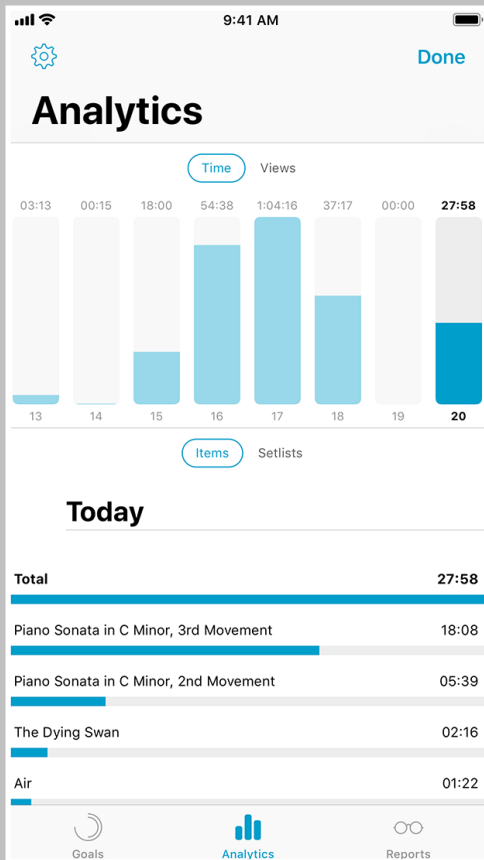 9:41 AM
Done
Analytics
Time Views
03:13 00:15 18:00 54:38 1:04:16 37:17 00:00 27:58
13 14 15 16 17 18 19 20
Items Setlists
Today
Total 27:58
Piano Sonata in C Minor, 3rd Movement 18:08
Piano Sonata in C Minor, 2nd Movement 05:39
The Dying Swan 02:16
Air 01:22
Goals Analytics Reports